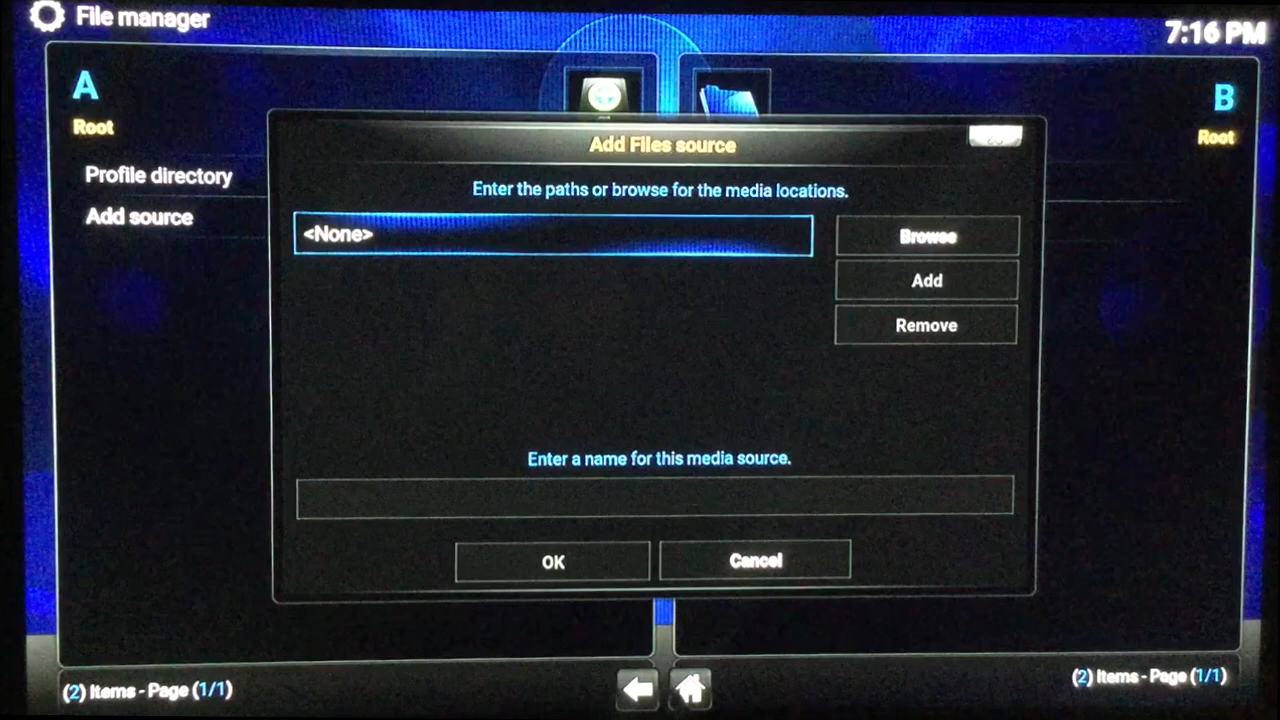 File manager
7:16 PM
A
Root
Profile directory
Add source
B
Root
Add Files source
Enter the paths or browse for the media locations.
<None>
Browse
Add
Remove
Enter a name for this media source.
OK
Cancel
(2) Items - Page (1/1)
(2) Items - Page (1/1)